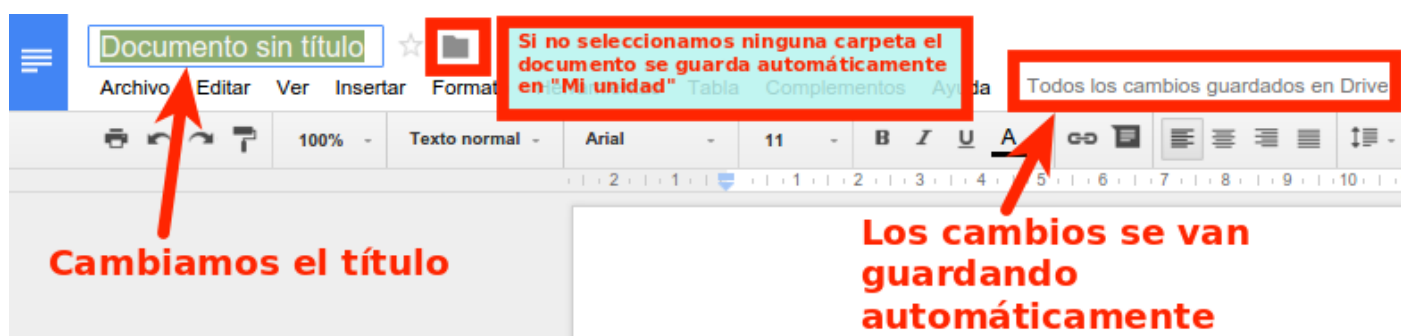 Documento sin título
Si no seleccionamos ninguna carpeta el
documento se guarda automáticamente
en "Mi unidad"
Archivo Editar Ver Insertar Format Tabla Complementos Ayuda
Todos los cambios guardados en Drive
100% Texto normal Arial 11 B I U A
2 1 1 2 3 4 5 6 7 8 9 10
Cambiamos el título
Los cambios se van
guardando
automáticamente